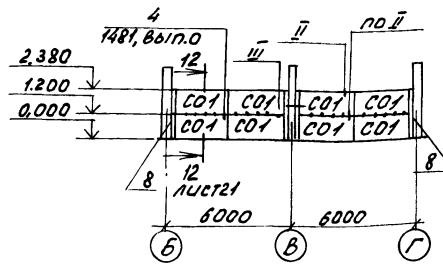 4
1481, ВЫП.0
II
ПО II
2,380
12
III
1.200
СО1 СО1 СО1 СО1
0,000
СО1 СО1 СО1 СО1
8
12
ЛИСТ21
8
6000 6000
Б В Г